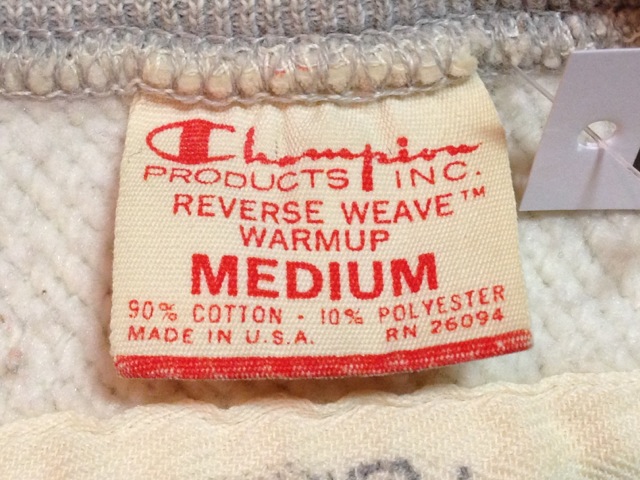 Champion
PRODUCTS INC.
REVERSE WEAVE™
WARMUP
MEDIUM
90% COTTON · 10% POLYESTER
MADE IN U.S.A. RN 26094